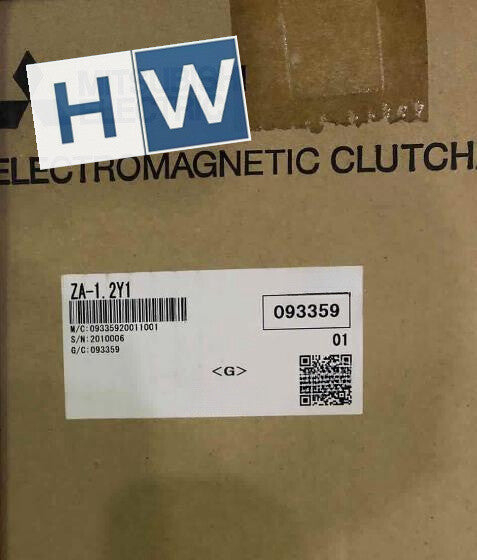 HW
ELECTROMAGNETIC CLUTCH
ZA-1.2Y1
M/C:09335920011001
S/N:2010006
G/C:093359
093359
01
<G>